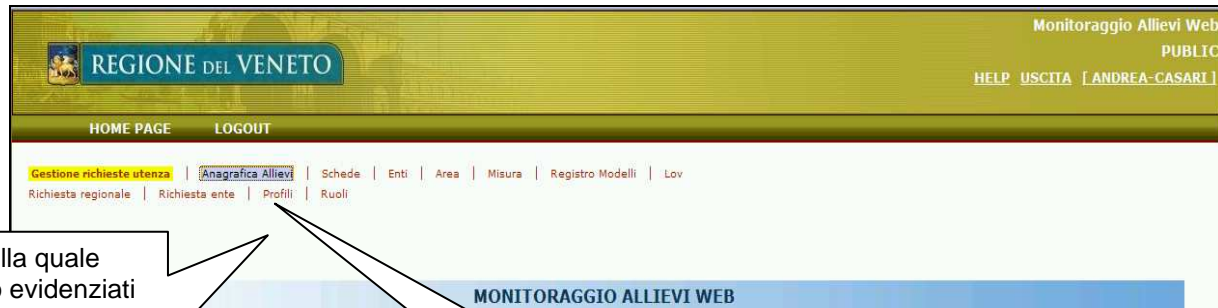 Monitoraggio Allievi Web
PUBLIC
REGIONE DEL VENETO
HELP USCITA [ ANDREA-CASARI ]
HOME PAGE LOGOUT
Gestione richieste utenza | Anagrafica Allievi | Schede | Enti | Area | Misura | Registro Modelli | Lov
Richiesta regionale | Richiesta ente | Profili | Ruoli
lla quale
evidenziati
MONITORAGGIO ALLIEVI WEB